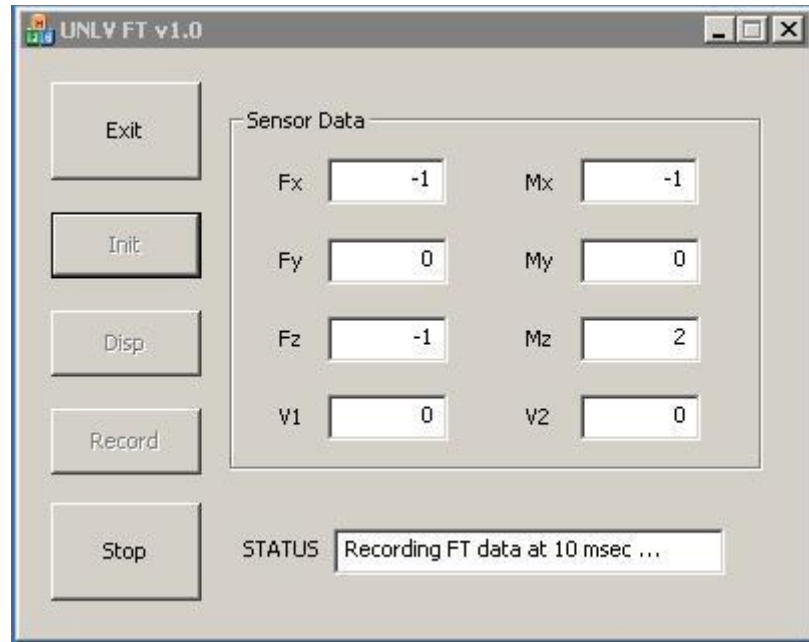 UNLV FT v1.0
Exit
Init
Disp
Record
Stop
Sensor Data
Fx -1 Mx -1
Fy 0 My 0
Fz -1 Mz 2
V1 0 V2 0
STATUS Recording FT data at 10 msec ...